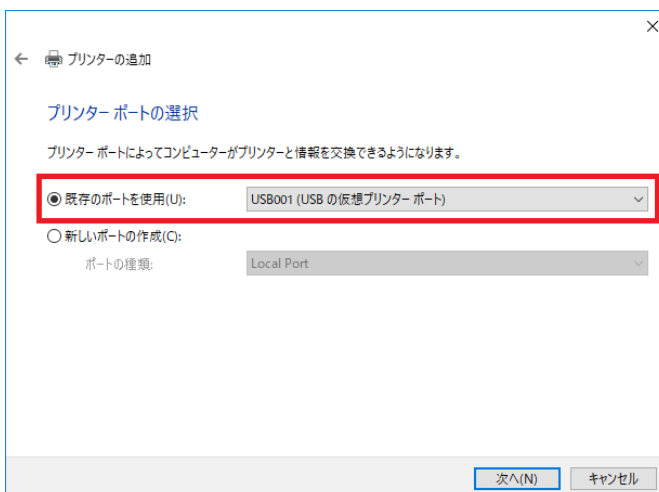 プリンターの追加
プリンター ポートの選択
プリンター ポートによってコンピューターがプリンターと情報を交換できるようになります。
既存のポートを使用(U): USB001 (USB の仮想プリンター ポート)
新しいポートの作成(C):
ポートの種類: Local Port
次へ(N) キャンセル